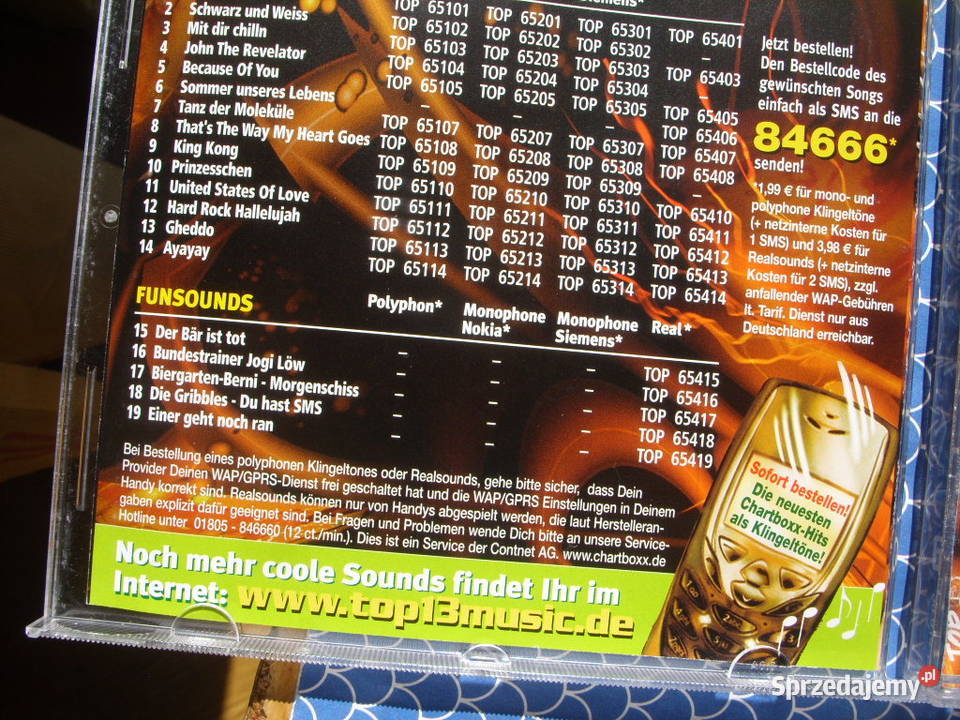 TOP 65101 TOP 65201 TOP 65301 TOP 65401
2 Schwarz und Weiss TOP 65102 TOP 65202 TOP 65302 –
3 Mit dir chilln TOP 65103 TOP 65203 TOP 65303 TOP 65403
4 John The Revelator TOP 65104 TOP 65204 TOP 65304 –
5 Because Of You TOP 65105 TOP 65205 TOP 65305 TOP 65405
6 Sommer unseres Lebens – – – TOP 65406
7 Tanz der Moleküle TOP 65107 TOP 65207 TOP 65307 TOP 65407
8 That's The Way My Heart Goes TOP 65108 TOP 65208 TOP 65308 TOP 65408
9 King Kong TOP 65109 TOP 65209 TOP 65309 –
10 Prinzesschen TOP 65110 TOP 65210 TOP 65310 TOP 65410
11 United States Of Love TOP 65111 TOP 65211 TOP 65311 TOP 65411
12 Hard Rock Hallelujah TOP 65112 TOP 65212 TOP 65312 TOP 65412
13 Gheddo TOP 65113 TOP 65213 TOP 65313 TOP 65413
14 Ayayay TOP 65114 TOP 65214 TOP 65314 TOP 65414
FUNSOUNDS Polyphon* Monophone Nokia* Monophone Siemens* Real*
15 Der Bär ist tot – – – TOP 65415
16 Bundestrainer Jogi Löw – – – TOP 65416
17 Biergarten-Berni - Morgenschiss – – – TOP 65417
18 Die Gribbles - Du hast SMS – – – TOP 65418
19 Einer geht noch ran – – – TOP 65419
Bei Bestellung eines polyphonen Klingeltones oder Realsounds, gehe bitte sicher, dass Dein
Provider Deinen WAP/GPRS-Dienst frei geschaltet hat und die WAP/GPRS Einstellungen in Deinem
Handy korrekt sind. Realsounds können nur von Handys abgespielt werden, die laut Herstelleran-
gaben explizit dafür geeignet sind. Bei Fragen und Problemen wende Dich bitte an unsere Service-
Hotline unter 01805 - 846660 (12 ct./min.). Dies ist ein Service der Contnet AG. www.chartboxx.de
Noch mehr coole Sounds findet Ihr im
Internet: www.top13music.de
Jetzt bestellen!
Den Bestellcode des
gewünschten Songs
einfach als SMS an die
84666*
senden!
*1,99 € für mono- und
polyphone Klingeltöne
(+ netzinterne Kosten für
1 SMS) und 3,98 € für
Realsounds (+ netzinterne
Kosten für 2 SMS), zzgl.
anfallender WAP-Gebühren
lt. Tarif. Dienst nur aus
Deutschland erreichbar.
Sofort bestellen!
Die neuesten
Chartboxx-Hits
als Klingeltöne!
Sprzedajemy.pl